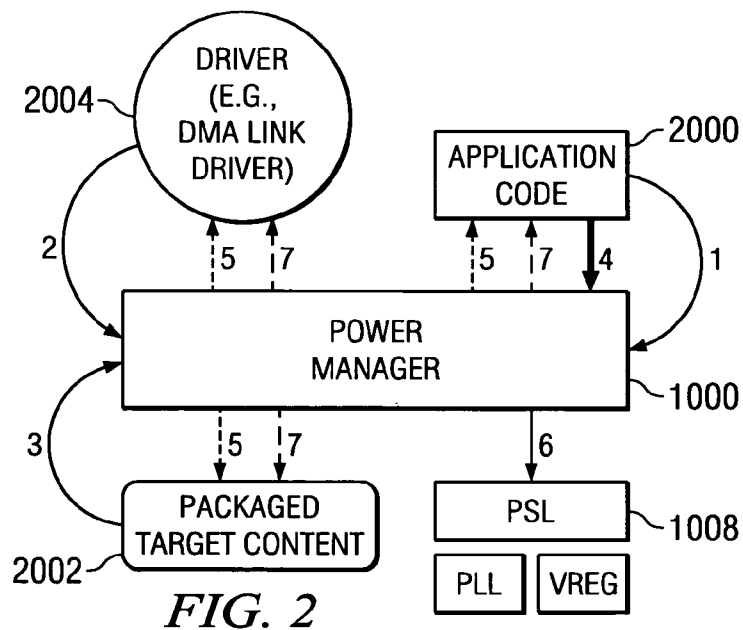 DRIVER
(E.G.,
DMA LINK
DRIVER)
2004
2000
APPLICATION
CODE
2
5
7
5
7
4
1
POWER
MANAGER
1000
3
5
7
6
PACKAGED
TARGET CONTENT
2002
PSL
1008
PLL
VREG
FIG. 2